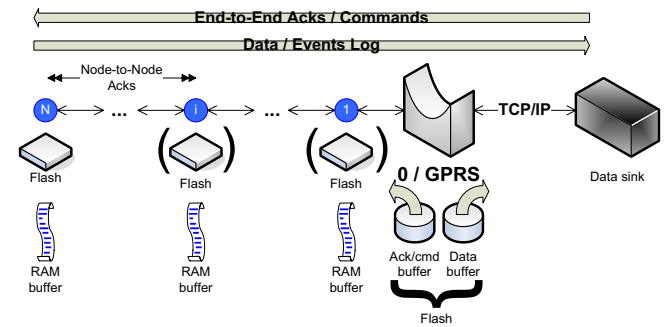 End-to-End Acks / Commands
Data / Events Log
Node-to-Node
Acks
N
...
i
...
1
TCP/IP
Flash
( Flash )
( Flash )
0 / GPRS
Data sink
RAM
buffer
RAM
buffer
RAM
buffer
Ack/cmd
buffer
Data
buffer
Flash